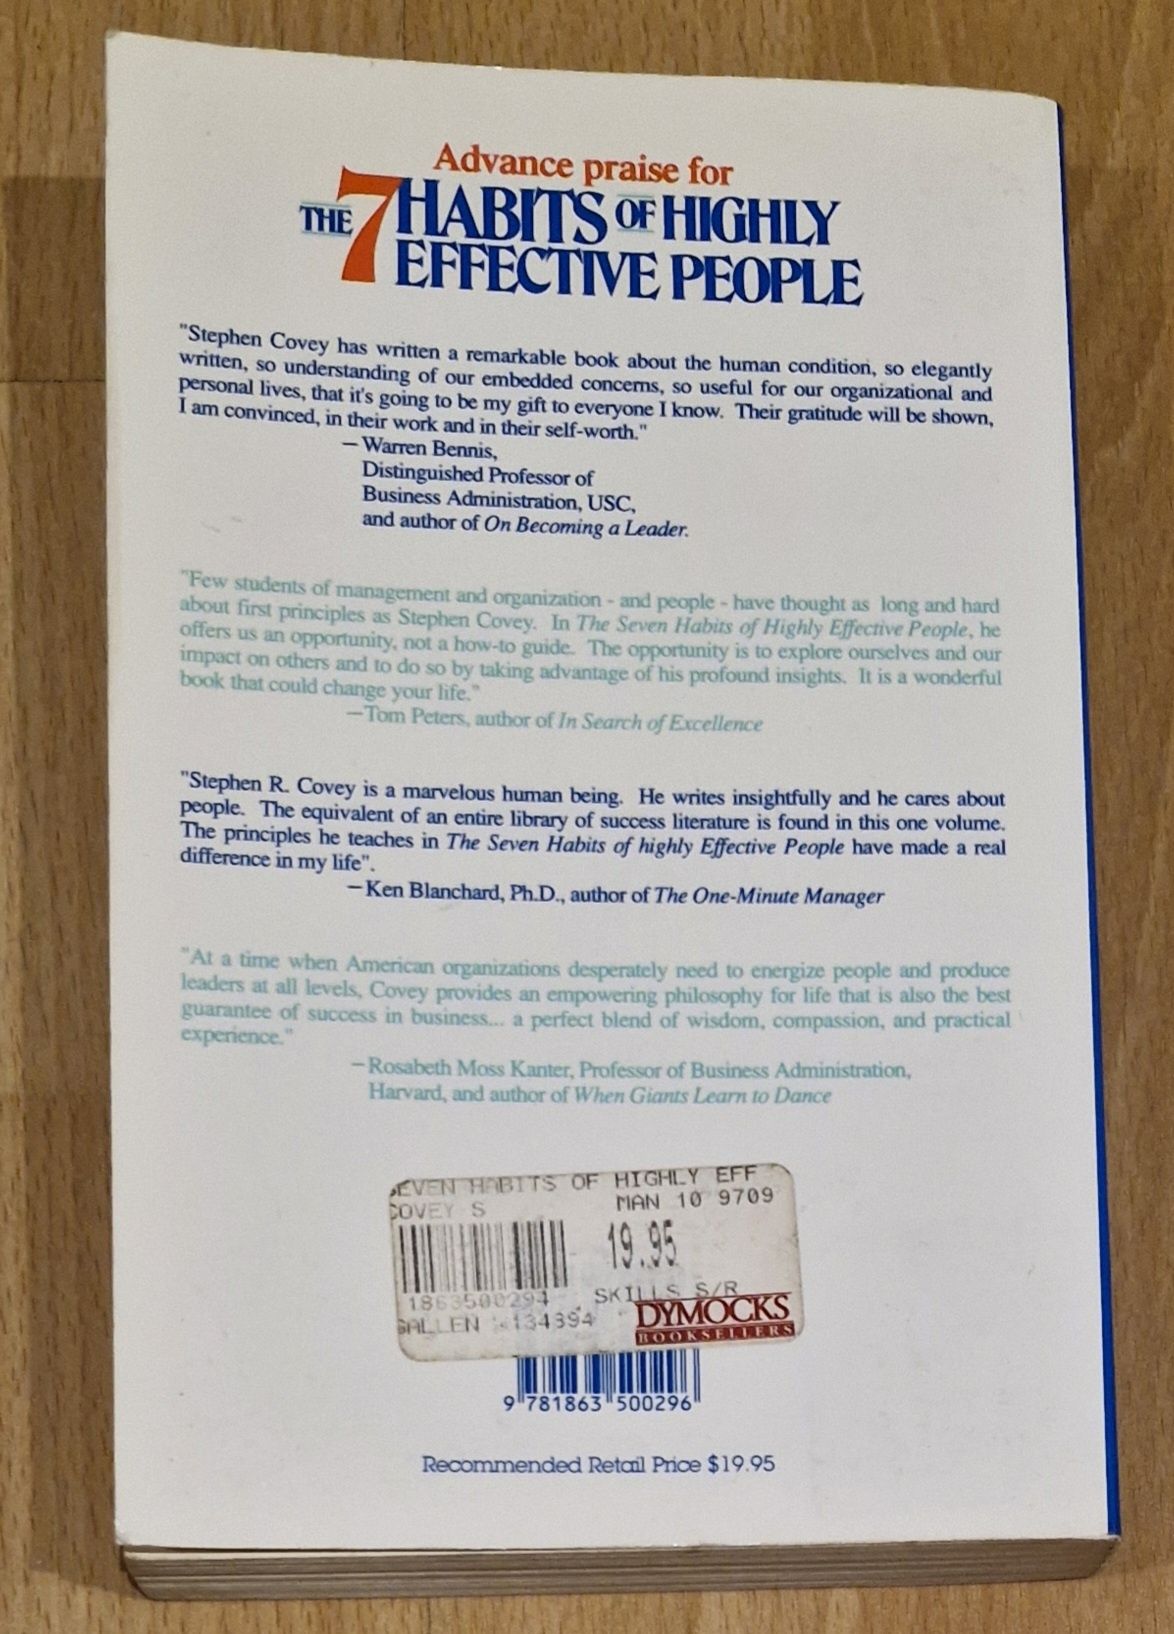 Advance praise for
THE 7 HABITS OF HIGHLY
EFFECTIVE PEOPLE
"Stephen Covey has written a remarkable book about the human condition, so elegantly
written, so understanding of our embedded concerns, so useful for our organizational and
personal lives, that it's going to be my gift to everyone I know. Their gratitude will be shown,
I am convinced, in their work and in their self-worth."
— Warren Bennis,
Distinguished Professor of
Business Administration, USC,
and author of On Becoming a Leader.
"Few students of management and organization - and people - have thought as long and hard
about first principles as Stephen Covey. In The Seven Habits of Highly Effective People, he
offers us an opportunity, not a how-to guide. The opportunity is to explore ourselves and our
impact on others and to do so by taking advantage of his profound insights. It is a wonderful
book that could change your life."
—Tom Peters, author of In Search of Excellence
"Stephen R. Covey is a marvelous human being. He writes insightfully and he cares about
people. The equivalent of an entire library of success literature is found in this one volume.
The principles he teaches in The Seven Habits of highly Effective People have made a real
difference in my life".
—Ken Blanchard, Ph.D., author of The One-Minute Manager
"At a time when American organizations desperately need to energize people and produce
leaders at all levels, Covey provides an empowering philosophy for life that is also the best
guarantee of success in business... a perfect blend of wisdom, compassion, and practical
experience."
—Rosabeth Moss Kanter, Professor of Business Administration,
Harvard, and author of When Giants Learn to Dance
SEVEN HABITS OF HIGHLY EFF
COVEY S MAN 10 9709
19.95
SKILLS S/R
1863500294
134394
DYMOCKS
BOOKSELLERS
9 781863 500296
Recommended Retail Price $19.95